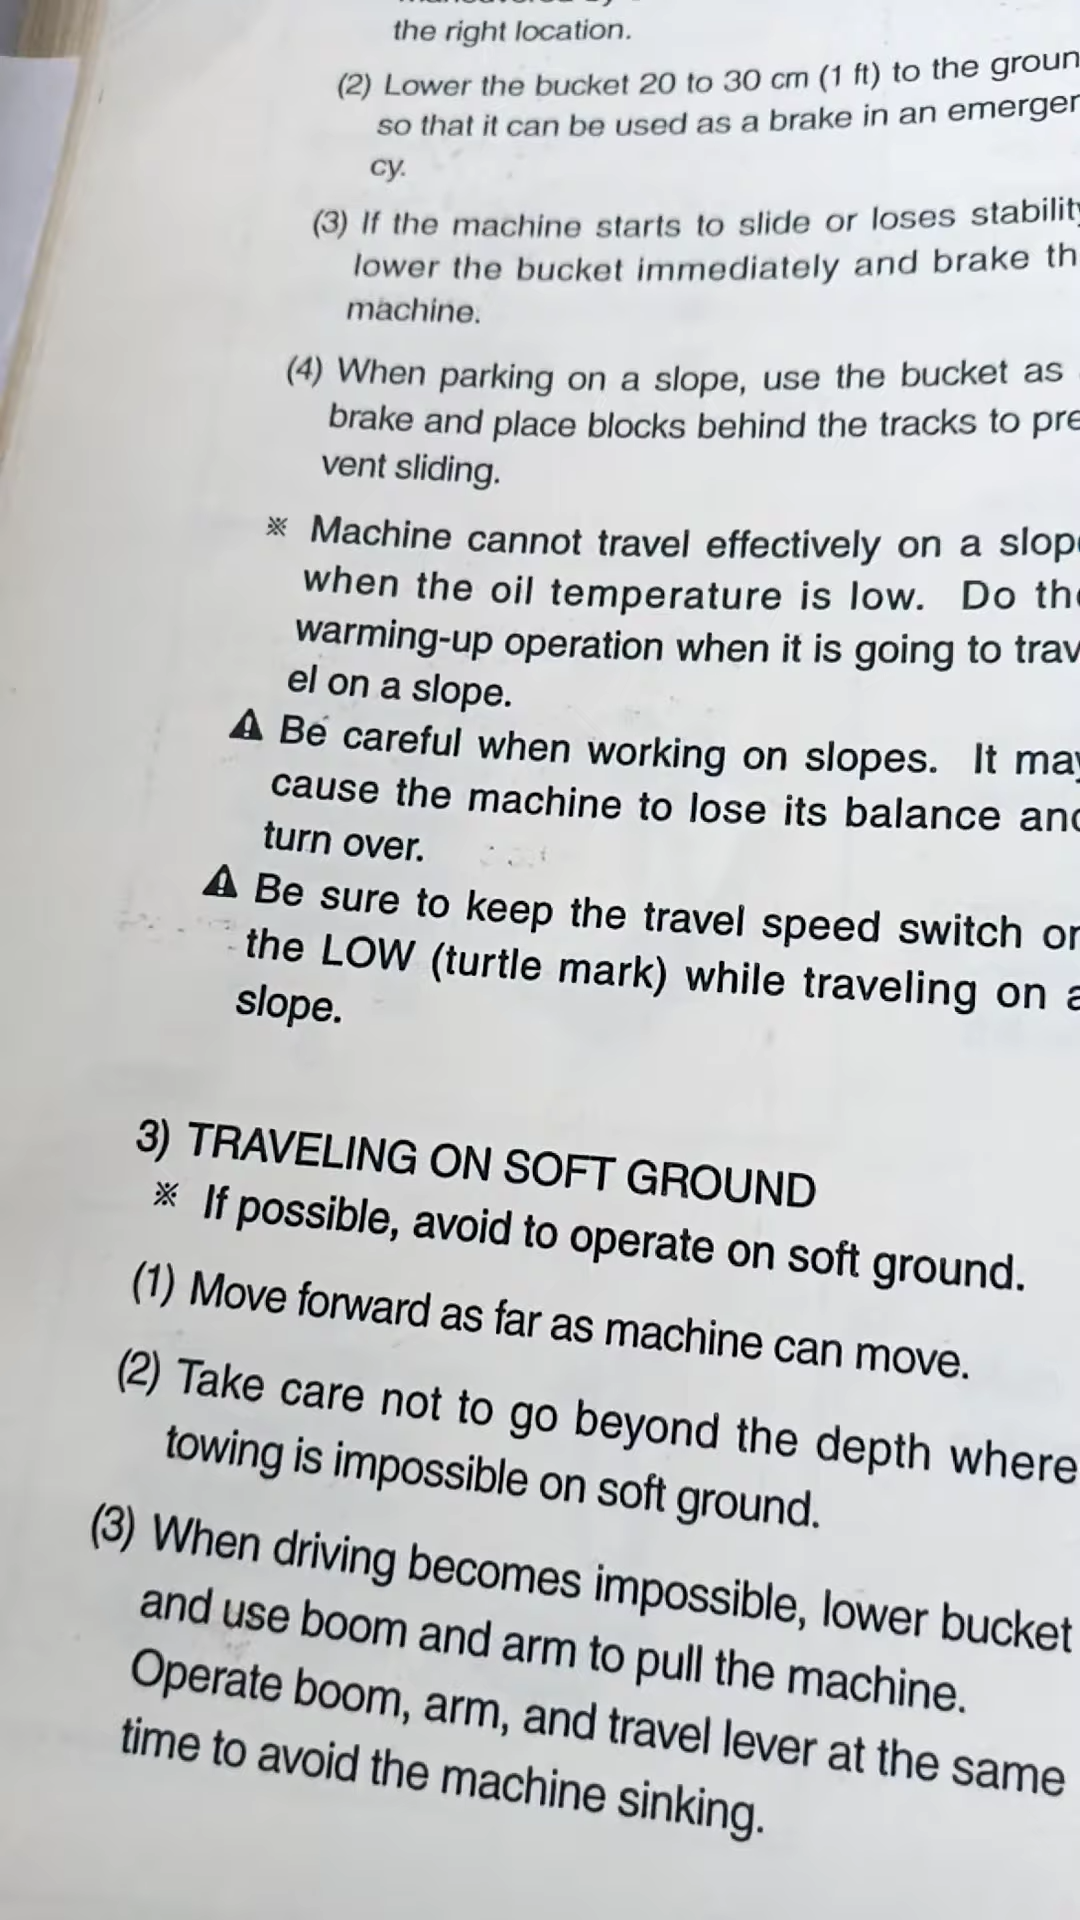 the right location.
(2) Lower the bucket 20 to 30 cm (1 ft) to the groun
so that it can be used as a brake in an emergen
cy.
(3) If the machine starts to slide or loses stability
lower the bucket immediately and brake th
machine.
(4) When parking on a slope, use the bucket as
brake and place blocks behind the tracks to pre
vent sliding.
※ Machine cannot travel effectively on a slope
when the oil temperature is low. Do the
warming-up operation when it is going to trav
el on a slope.
⚠ Be careful when working on slopes. It may
cause the machine to lose its balance and
turn over.
⚠ Be sure to keep the travel speed switch on
the LOW (turtle mark) while traveling on a
slope.
3) TRAVELING ON SOFT GROUND
※ If possible, avoid to operate on soft ground.
(1) Move forward as far as machine can move.
(2) Take care not to go beyond the depth where
towing is impossible on soft ground.
(3) When driving becomes impossible, lower bucket
and use boom and arm to pull the machine.
Operate boom, arm, and travel lever at the same
time to avoid the machine sinking.